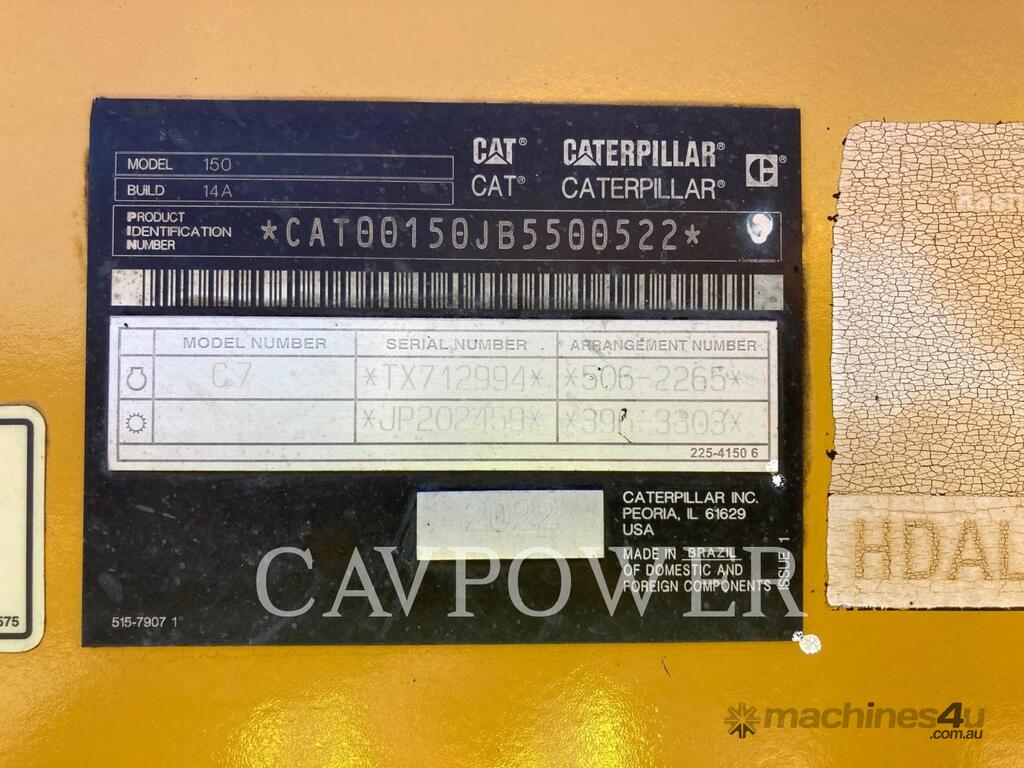 MODEL 150
BUILD 14A
CAT® CATERPILLAR®
CAT® CATERPILLAR®
PRODUCT
IDENTIFICATION
NUMBER
*CAT00150JB5500522*
MODEL NUMBER SERIAL NUMBER ARRANGEMENT NUMBER
C7 *TX712994* *506-2265*
*JP202459*
225-4150 6
2022
CATERPILLAR INC.
PEORIA, IL 61629
USA
MADE IN BRAZIL
OF DOMESTIC AND
FOREIGN COMPONENTS
ISSUE 1
515-7907 1
575
HDAL
CAVPOWER
machines4u
.com.au